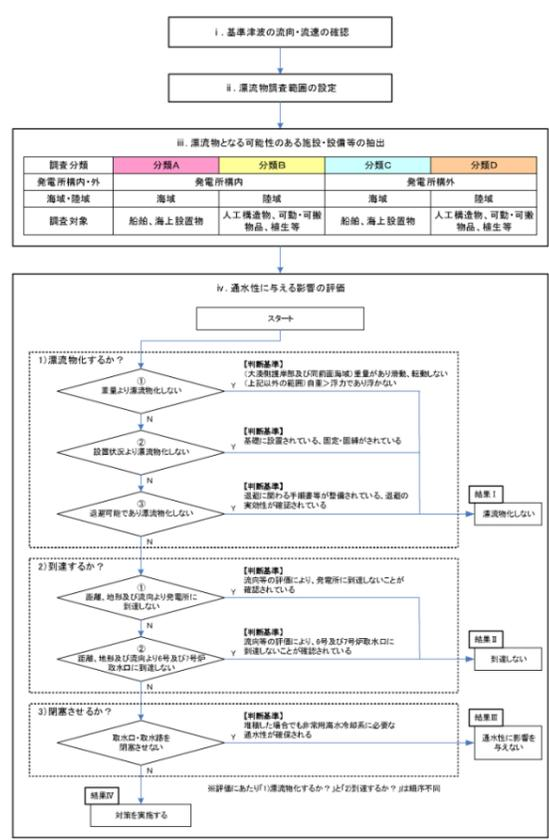 ⅰ．基準津波の流向・流速の確認
ⅱ．漂流物調査範囲の設定
ⅲ．漂流物となる可能性のある施設・設備等の抽出
調査分類 分類A 分類B 分類C 分類D
発電所構内・外 発電所構内 発電所構外
海域・陸域 海域 陸域 海域 陸域
調査対象 船舶、海上設置物 人工構造物、可動・可搬 船舶、海上設置物 人工構造物、可動・可搬
物品、植生等 物品、植生等
ⅳ．通水性に与える影響の評価
スタート
1)漂流物化するか？
①
重量より漂流物化しない
Y
【判断基準】
(大湊側護岸部及び同前面海域)重量があり滑動、転動しない
(上記以外の範囲)自重＞浮力であり浮かない
N
②
設置状況より漂流物化しない
Y
【判断基準】
基礎に設置されている、固定・固縛がされている
N
③
退避可能であり漂流物化しない
Y
【判断基準】
退避に関わる手順書等が整備されている、退避の
実効性が確認されている
結果Ⅰ
漂流物化しない
N
2)到達するか？
①
距離、地形及び流向より発電所に
到達しない
Y
【判断基準】
流向等の評価により、発電所に到達しないことが
確認されている
N
②
距離、地形及び流向より6号及び7号炉
取水口に到達しない
Y
【判断基準】
流向等の評価により、6号及び7号炉取水口に
到達しないことが確認されている
結果Ⅱ
到達しない
N
3)閉塞させるか？
取水口・取水路を
閉塞させない
Y
【判断基準】
堆積した場合でも非常用海水冷却系に必要な
通水性が確保される
結果Ⅲ
通水性に影響を
与えない
N
※評価にあたり「1)漂流物化するか？」と「2)到達するか？」は順序不同
結果Ⅳ
対策を実施する